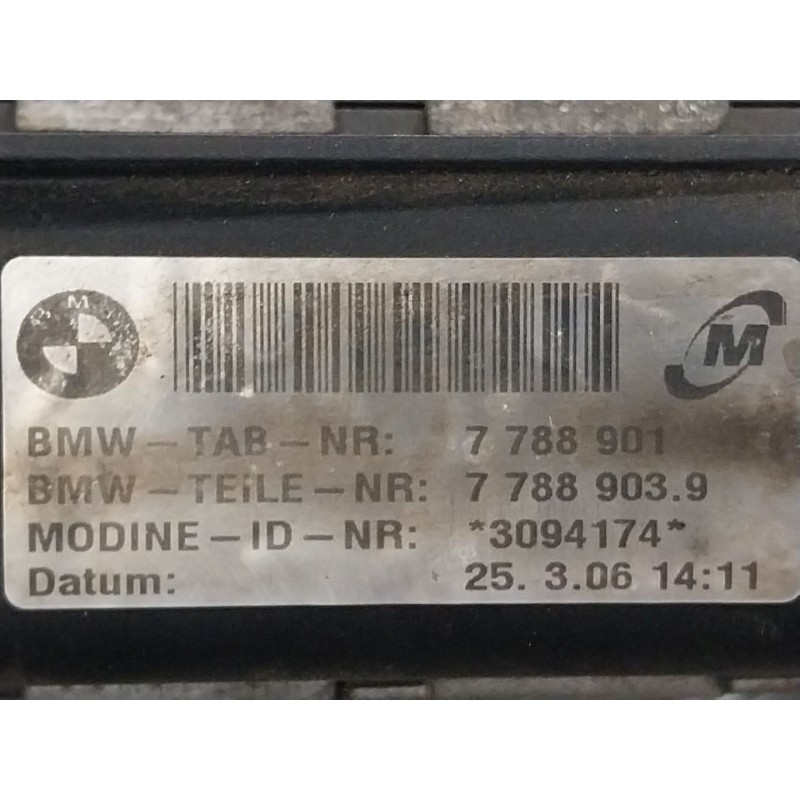 BMW
M
BMW-TAB-NR: 7 788 901
BMW-TEILE-NR: 7 788 903.9
MODINE-ID-NR: *3094174*
Datum: 25. 3.06 14:11